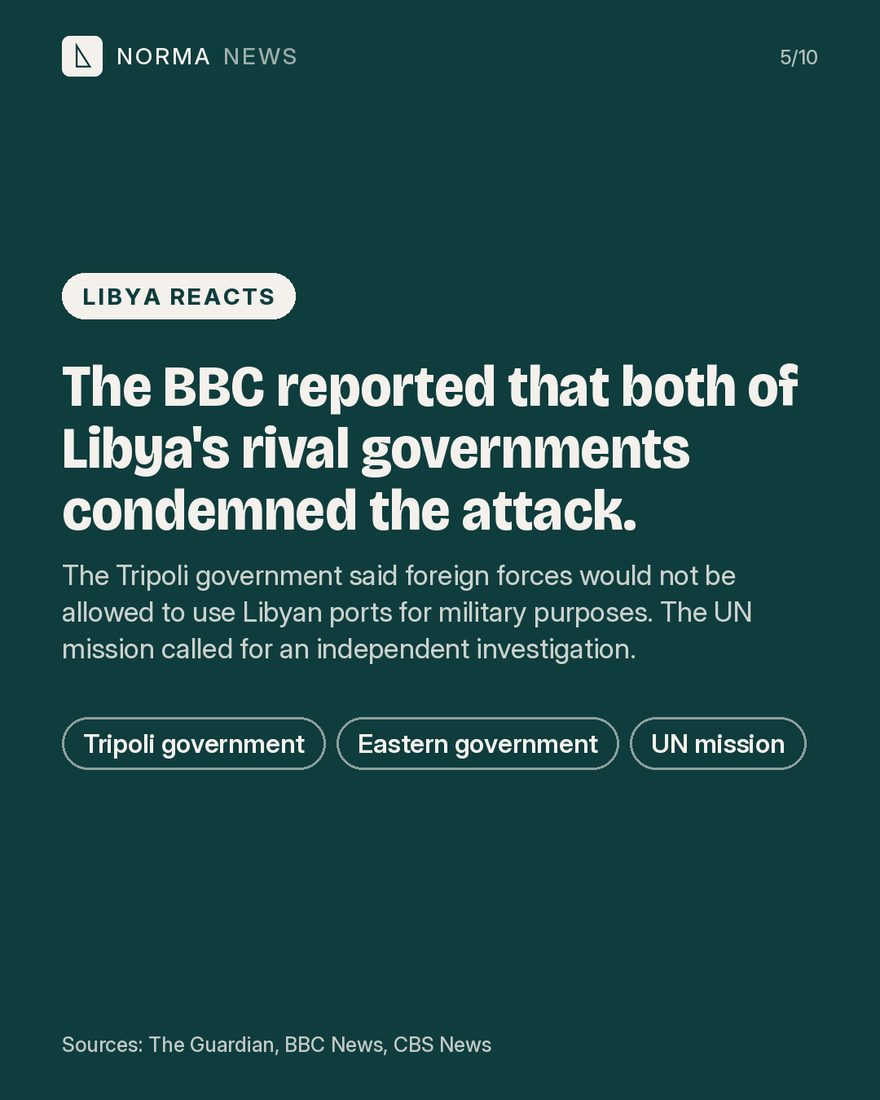 NORMA NEWS
5/10
LIBYA REACTS
The BBC reported that both of
Libya's rival governments
condemned the attack.
The Tripoli government said foreign forces would not be
allowed to use Libyan ports for military purposes. The UN
mission called for an independent investigation.
Tripoli government
Eastern government
UN mission
Sources: The Guardian, BBC News, CBS News